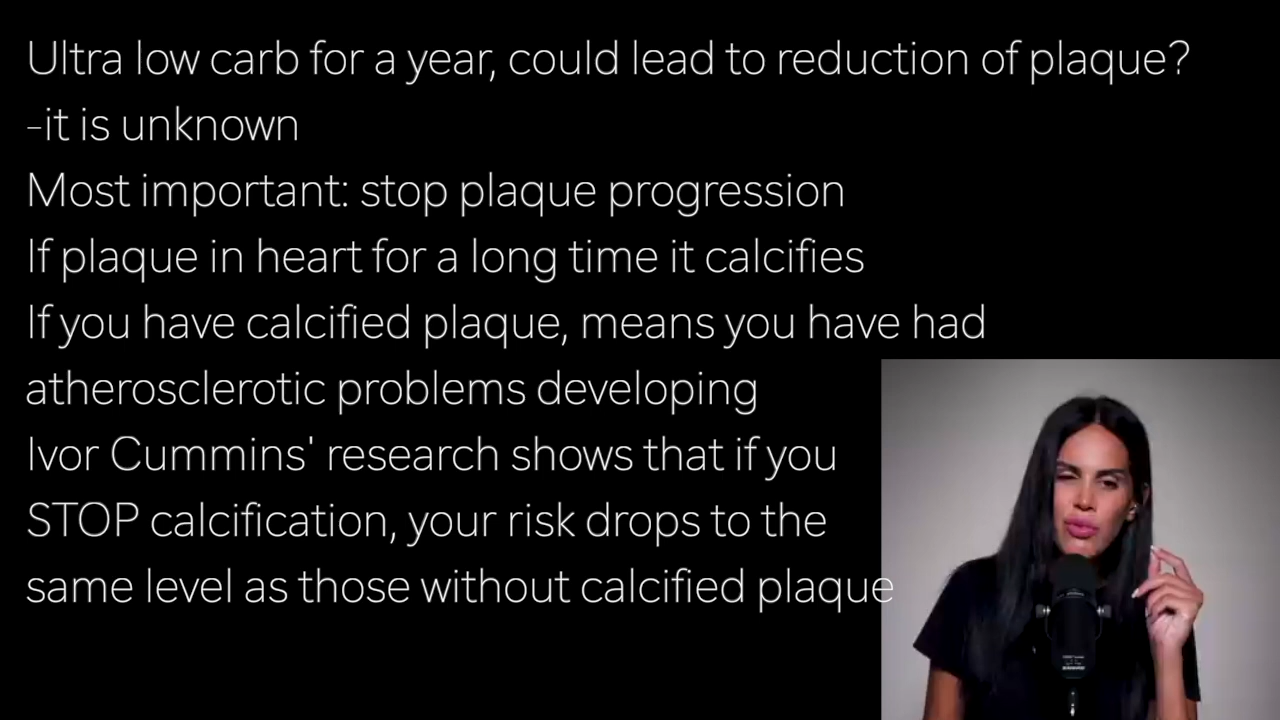 Ultra low carb for a year, could lead to reduction of plaque?
-it is unknown
Most important: stop plaque progression
If plaque in heart for a long time it calcifies
If you have calcified plaque, means you have had
atherosclerotic problems developing
Ivor Cummins' research shows that if you
STOP calcification, your risk drops to the
same level as those without calcified plaque